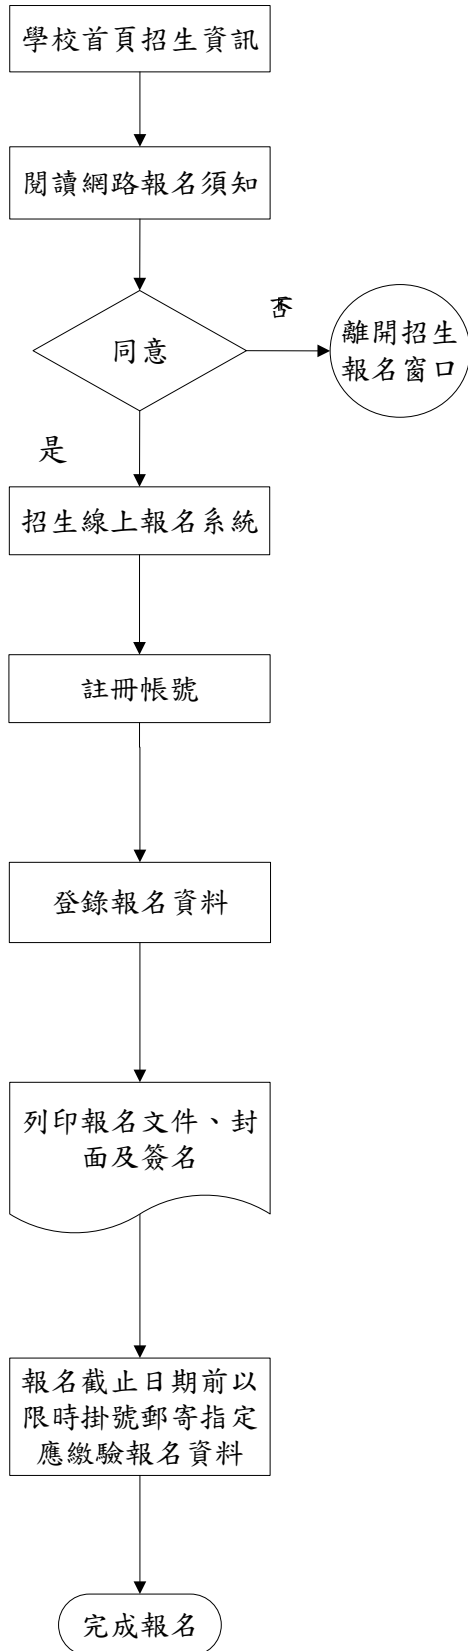 學校首頁招生資訊
閱讀網路報名須知
同意
否
離開招生
報名窗口
是
招生線上報名系統
註冊帳號
登錄報名資料
列印報名文件、封
面及簽名
報名截止日期前以
限時掛號郵寄指定
應繳驗報名資料
完成報名